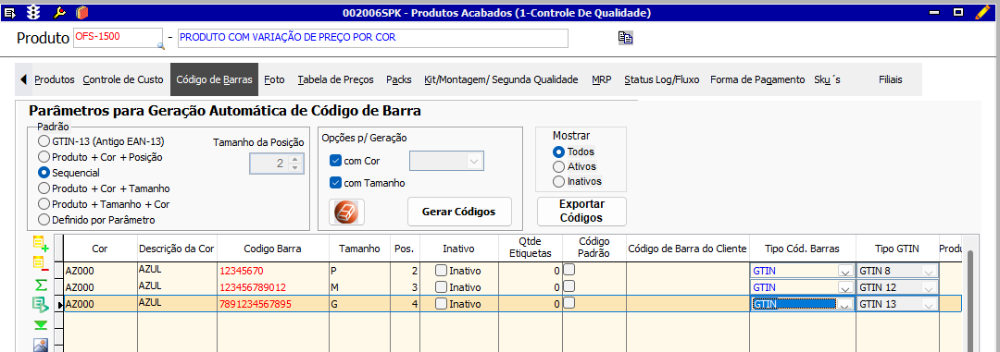 002006SPK - Produtos Acabados (1-Controle De Qualidade)
Produto OFS-1500 - PRODUTO COM VARIAÇÃO DE PREÇO POR COR
Produtos Controle de Custo Código de Barras Foto Tabela de Preços Packs Kit/Montagem/ Segunda Qualidade MRP Status Log/Fluxo Forma de Pagamento Sku´s Filiais
Parâmetros para Geração Automática de Código de Barra
Padrão
GTIN-13 (Antigo EAN-13)
Produto + Cor + Posição
Sequencial
Produto + Cor + Tamanho
Produto + Tamanho + Cor
Definido por Parâmetro
Tamanho da Posição
2
Opções p/ Geração
com Cor
com Tamanho
Gerar Códigos
Mostrar
Todos
Ativos
Inativos
Exportar
Códigos
Cor Descrição da Cor Codigo Barra Tamanho Pos. Inativo Qtde Etiquetas Código Padrão Código de Barra do Cliente Tipo Cód. Barras Tipo GTIN Produ
AZ000 AZUL 12345670 P 2 Inativo 0 GTIN GTIN 8
AZ000 AZUL 123456789012 M 3 Inativo 0 GTIN GTIN 12
AZ000 AZUL 7891234567895 G 4 Inativo 0 GTIN GTIN 13